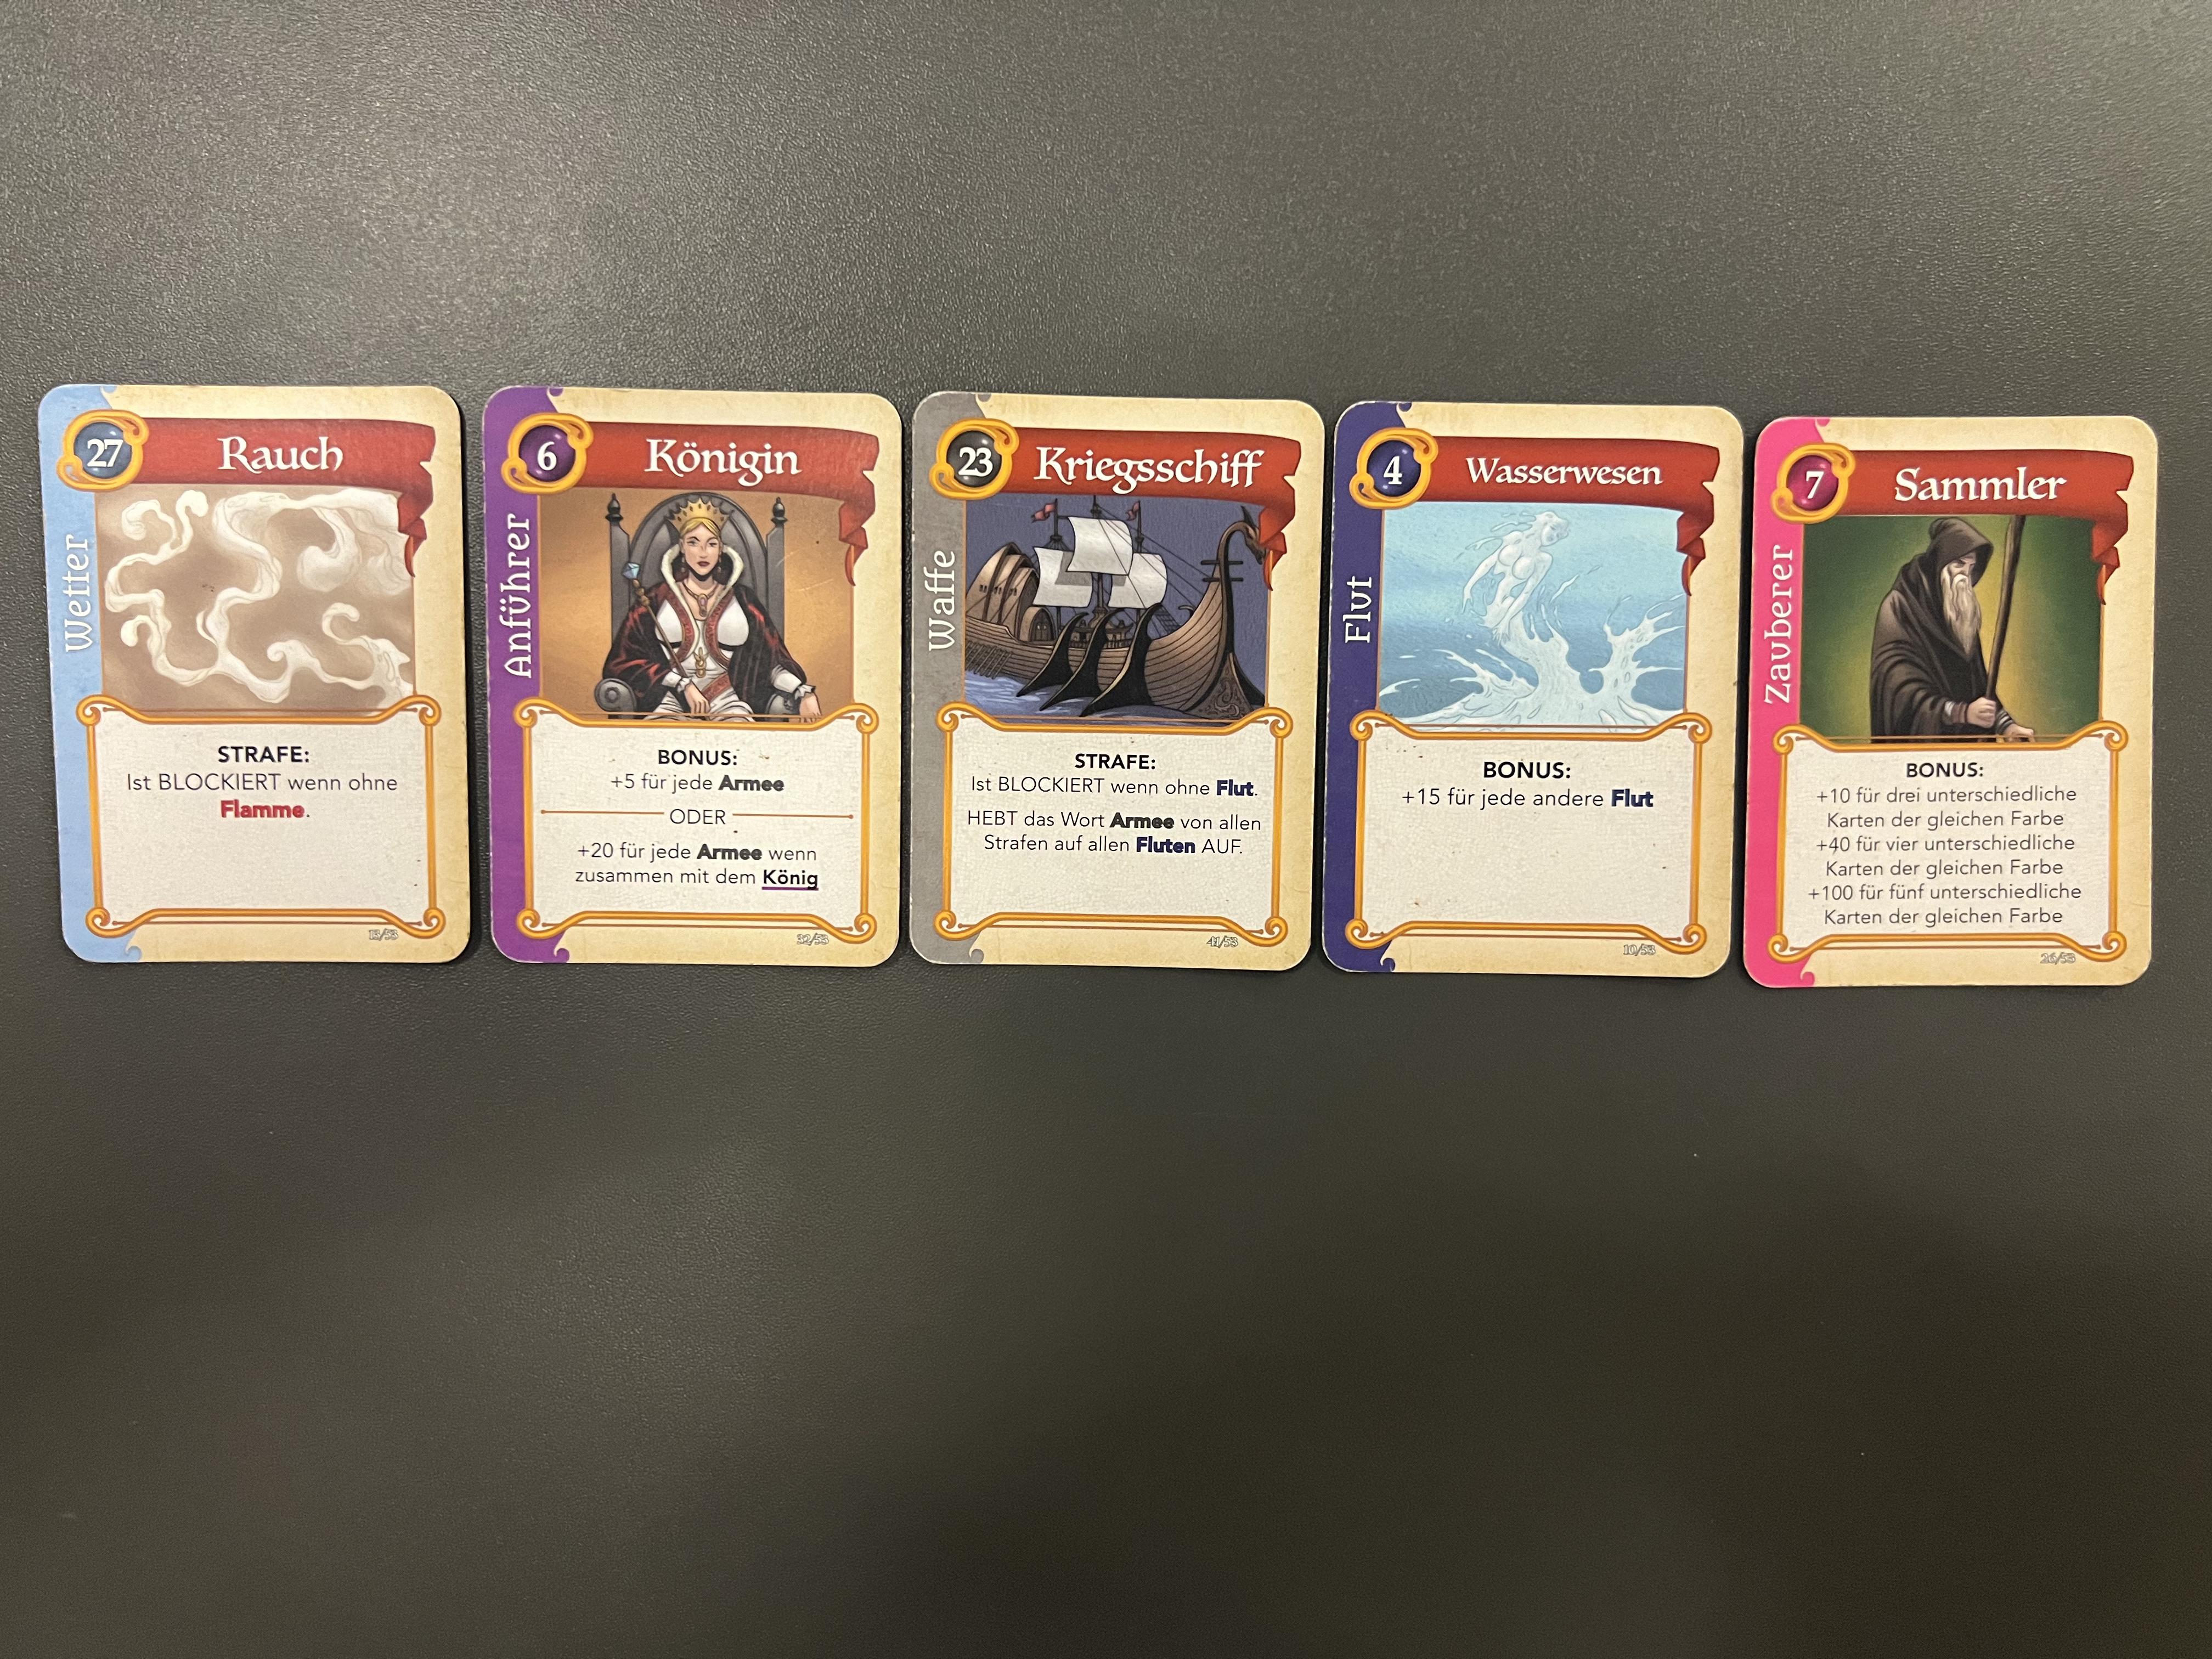 27
Rauch
Wetter
STRAFE:
Ist BLOCKIERT wenn ohne
Flamme.
13/53
6
Königin
Anführer
BONUS:
+5 für jede Armee
ODER
+20 für jede Armee wenn
zusammen mit dem König
32/53
23
Kriegsschiff
Waffe
STRAFE:
Ist BLOCKIERT wenn ohne Flut.
HEBT das Wort Armee von allen
Strafen auf allen Fluten AUF.
41/53
4
Wasserwesen
Flut
BONUS:
+15 für jede andere Flut
10/53
7
Sammler
Zauberer
BONUS:
+10 für drei unterschiedliche
Karten der gleichen Farbe
+40 für vier unterschiedliche
Karten der gleichen Farbe
+100 für fünf unterschiedliche
Karten der gleichen Farbe
26/53